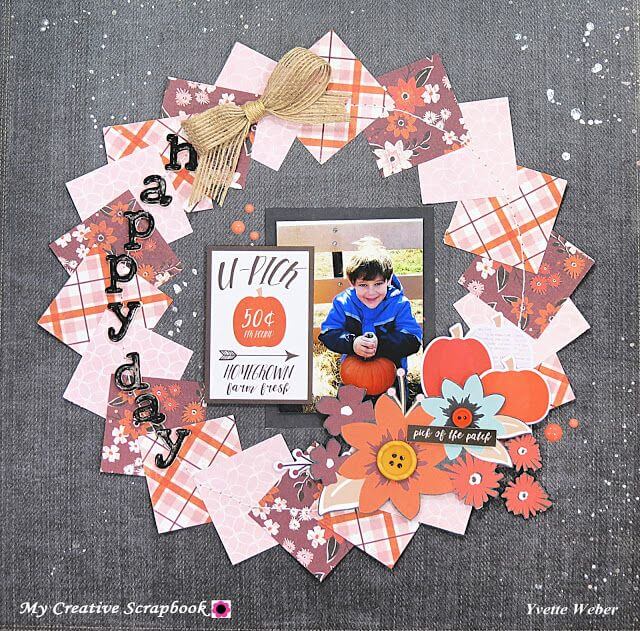 happy
day
U-PICK
50¢
PER POUND
HOMEGROWN
farm fresh
pick of the patch
My Creative Scrapbook
Yvette Weber